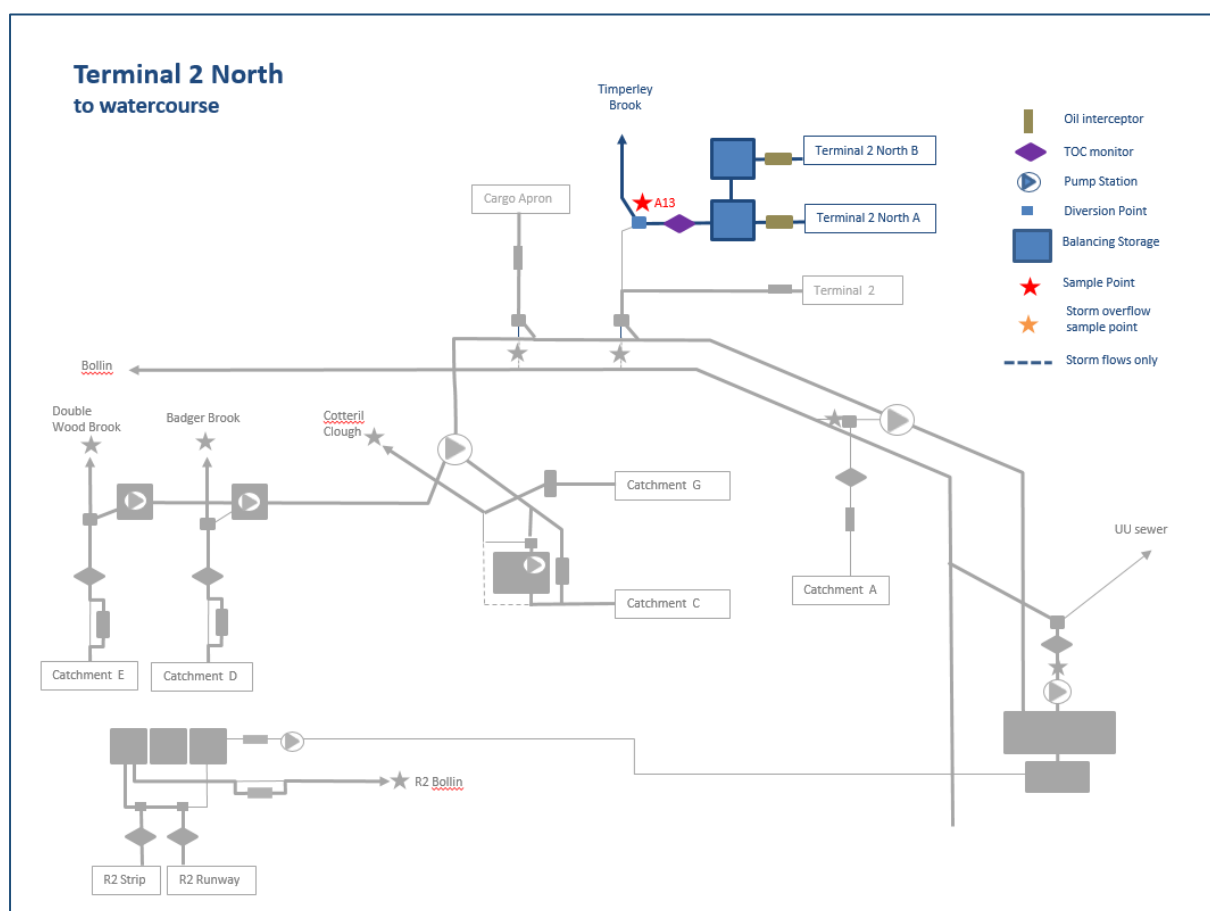 Terminal 2 North
to watercourse
Timperley
Brook
Terminal 2 North B
Terminal 2 North A
A13
Cargo Apron
Terminal 2
Oil interceptor
TOC monitor
Pump Station
Diversion Point
Balancing Storage
Sample Point
Storm overflow
sample point
Storm flows only
Bollin
Double
Wood Brook
Badger Brook
Cotteril
Clough
Catchment G
Catchment C
Catchment A
UU sewer
Catchment E
Catchment D
R2 Bollin
R2 Strip
R2 Runway